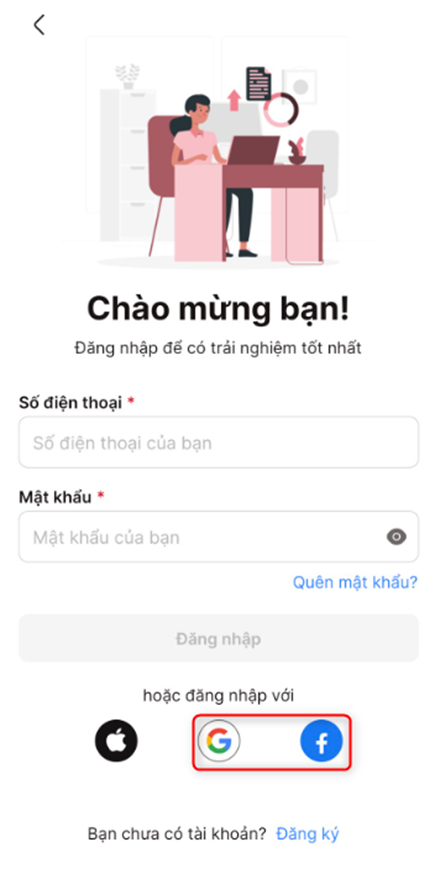 Chào mừng bạn!
Đăng nhập để có trải nghiệm tốt nhất
Số điện thoại *
Số điện thoại của bạn
Mật khẩu *
Mật khẩu của bạn
Quên mật khẩu?
Đăng nhập
hoặc đăng nhập với
Bạn chưa có tài khoản? Đăng ký